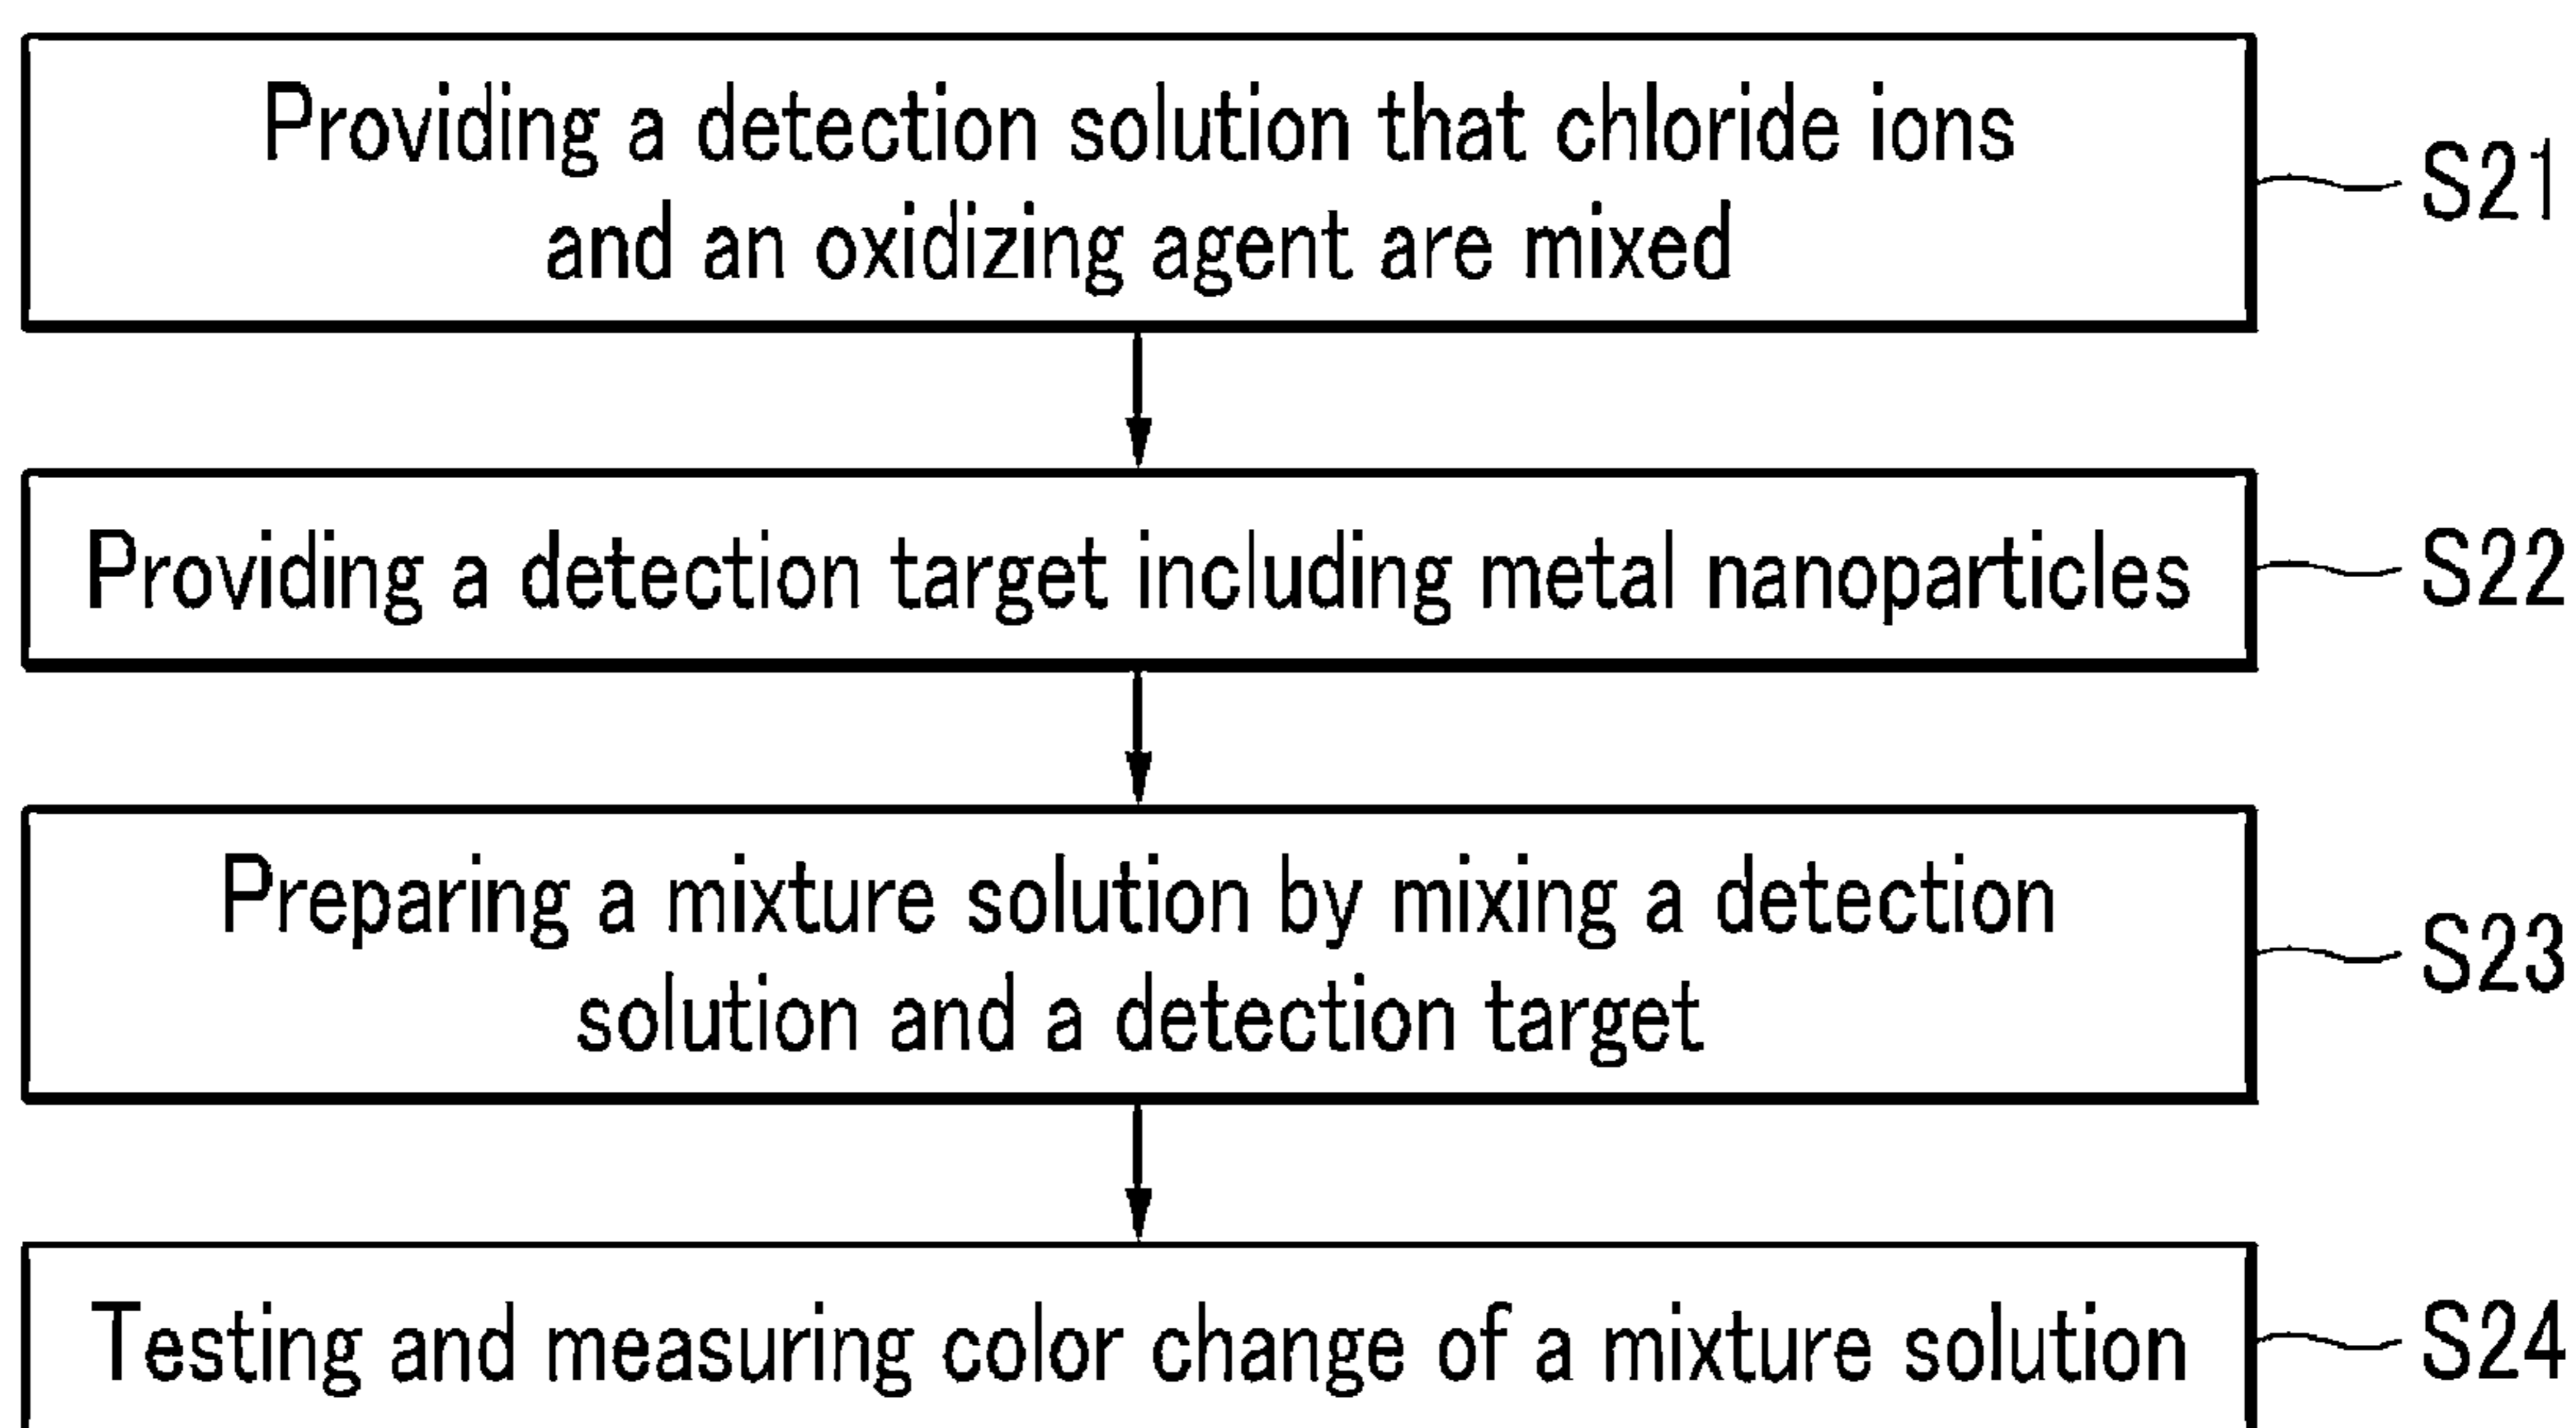 Providing a detection solution that chloride ions
and an oxidizing agent are mixed
S21
Providing a detection target including metal nanoparticles
S22
Preparing a mixture solution by mixing a detection
solution and a detection target
S23
Testing and measuring color change of a mixture solution
S24